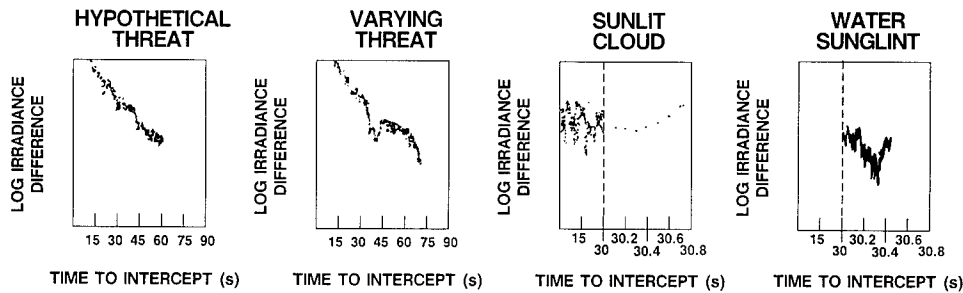 HYPOTHETICAL
THREAT
LOG IRRADIANCE
DIFFERENCE
15 30 45 60 75 90
TIME TO INTERCEPT (s)
VARYING
THREAT
LOG IRRADIANCE
DIFFERENCE
15 30 45 60 75 90
TIME TO INTERCEPT (s)
SUNLIT
CLOUD
LOG IRRADIANCE
DIFFERENCE
15 30.2 30.6
30 30.4 30.8
TIME TO INTERCEPT (s)
WATER
SUNGLINT
LOG IRRADIANCE
DIFFERENCE
15 30.2 30.6
30 30.4 30.8
TIME TO INTERCEPT (s)